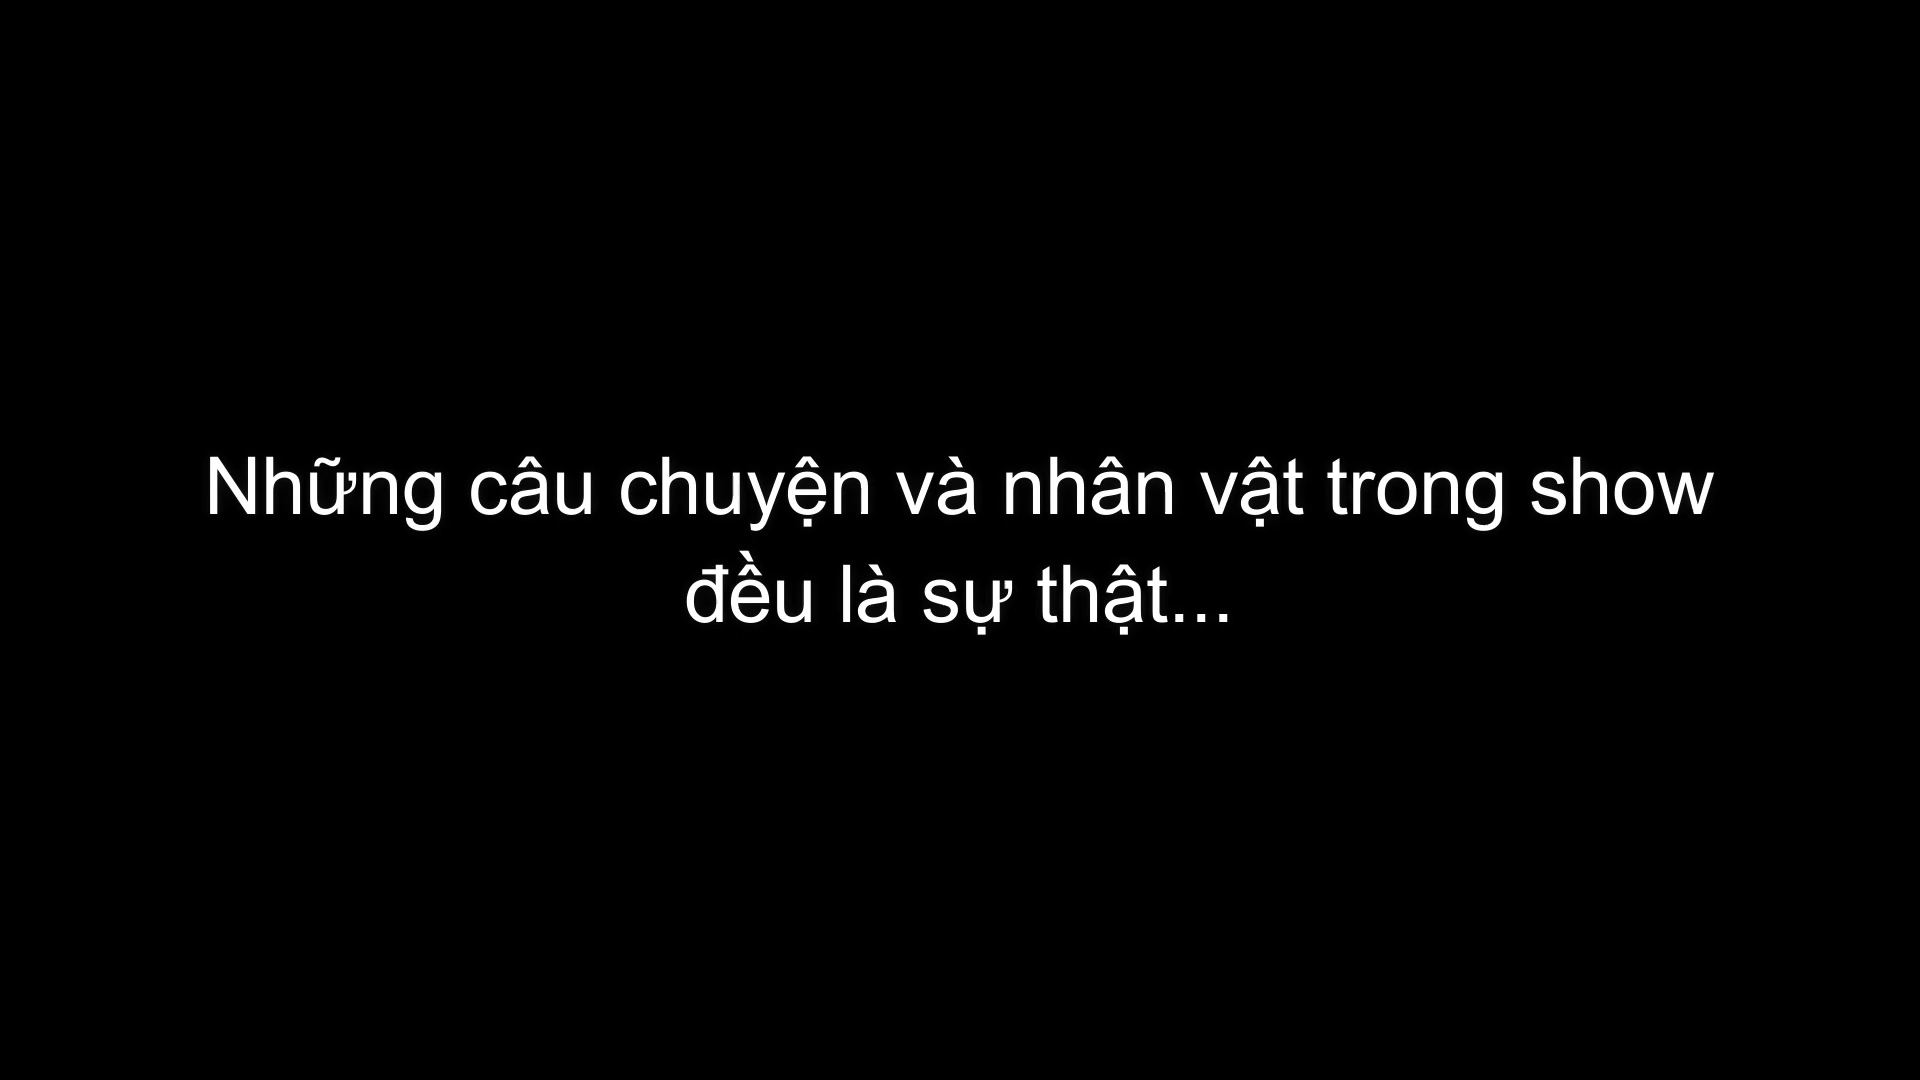 Những câu chuyện và nhân vật trong show
đều là sự thật...